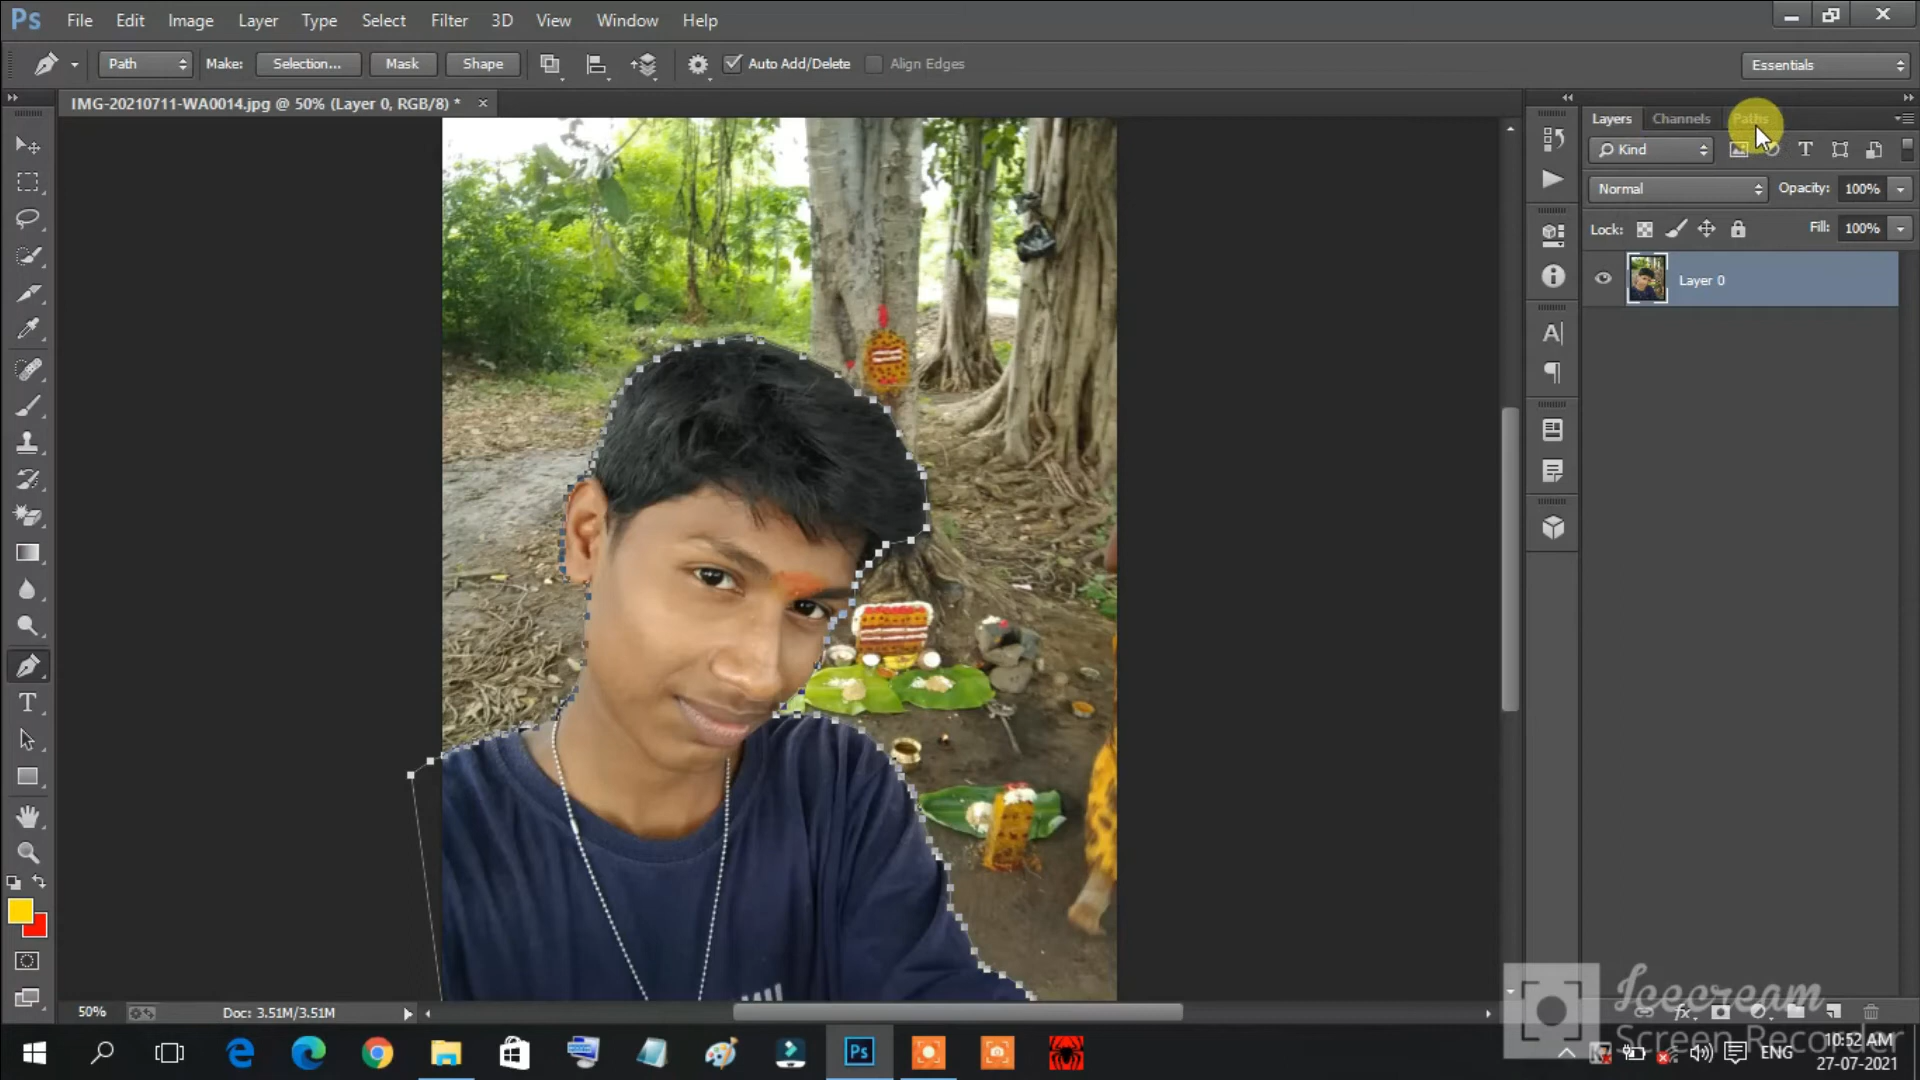 Ps File Edit Image Layer Type Select Filter 3D View Window Help
Path Make: Selection... Mask Shape Auto Add/Delete Align Edges Essentials
IMG-20210711-WA0014.jpg @ 50% (Layer 0, RGB/8) *
Layers Channels Paths
Kind
Normal Opacity: 100%
Lock: Fill: 100%
Layer 0
50% Doc: 3.51M/3.51M
Icecream
Screen Recorder
Ps
ENG
10:52 AM
27-07-2021